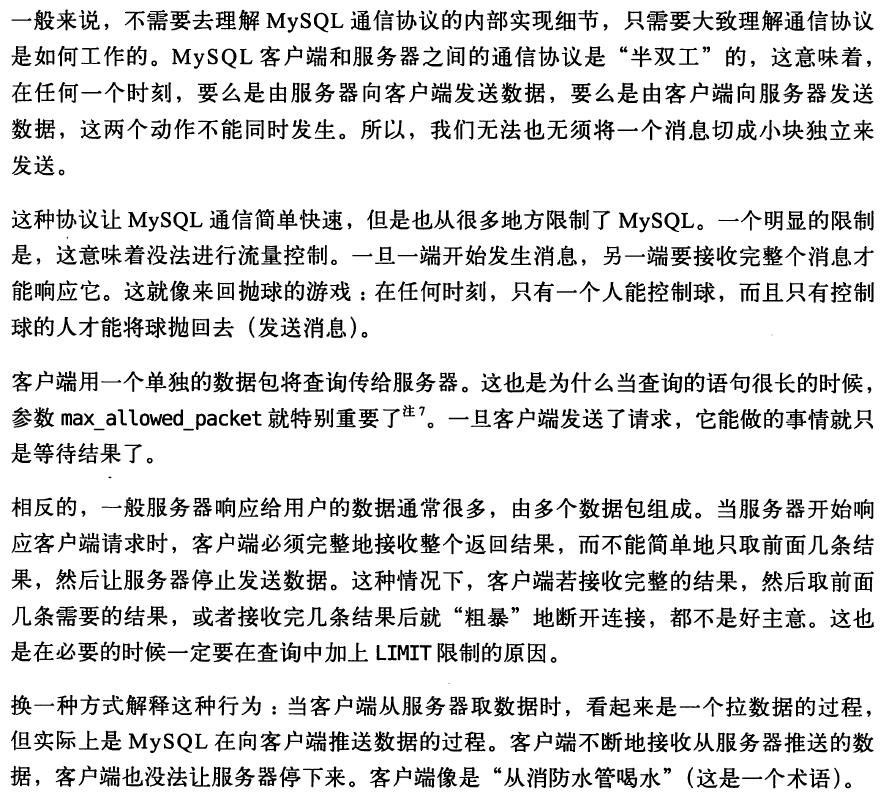 一般来说，不需要去理解 MySQL 通信协议的内部实现细节，只需要大致理解通信协议
是如何工作的。MySQL 客户端和服务器之间的通信协议是“半双工”的，这意味着，
在任何一个时刻，要么是由服务器向客户端发送数据，要么是由客户端向服务器发送
数据，这两个动作不能同时发生。所以，我们无法也无须将一个消息切成小块独立来
发送。
这种协议让 MySQL 通信简单快速，但是也从很多地方限制了 MySQL。一个明显的限制
是，这意味着没法进行流量控制。一旦一端开始发生消息，另一端要接收完整个消息才
能响应它。这就像来回抛球的游戏：在任何时刻，只有一个人能控制球，而且只有控制
球的人才能将球抛回去（发送消息）。
客户端用一个单独的数据包将查询传给服务器。这也是为什么当查询的语句很长的时候，
参数 max_allowed_packet 就特别重要了注7。一旦客户端发送了请求，它能做的事情就只
是等待结果了。
相反的，一般服务器响应给用户的数据通常很多，由多个数据包组成。当服务器开始响
应客户端请求时，客户端必须完整地接收整个返回结果，而不能简单地只取前面几条结
果，然后让服务器停止发送数据。这种情况下，客户端若接收完整的结果，然后取前面
几条需要的结果，或者接收完几条结果后就“粗暴”地断开连接，都不是好主意。这也
是在必要的时候一定要在查询中加上 LIMIT 限制的原因。
换一种方式解释这种行为：当客户端从服务器取数据时，看起来是一个拉数据的过程，
但实际上是 MySQL 在向客户端推送数据的过程。客户端不断地接收从服务器推送的数
据，客户端也没法让服务器停下来。客户端像是“从消防水管喝水”（这是一个术语）。